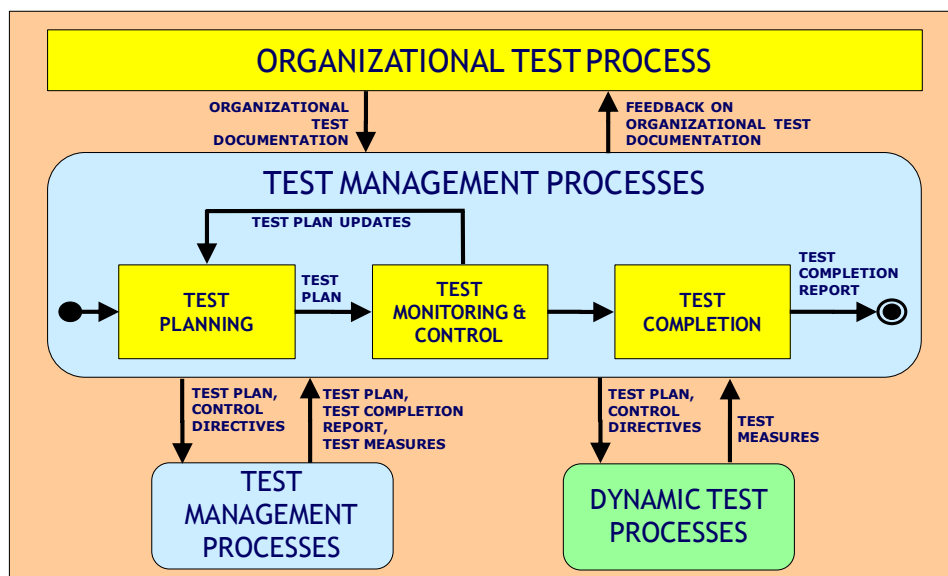 ORGANIZATIONAL TEST PROCESS
ORGANIZATIONAL
TEST
DOCUMENTATION
FEEDBACK ON
ORGANIZATIONAL TEST
DOCUMENTATION
TEST MANAGEMENT PROCESSES
TEST PLAN UPDATES
TEST
PLANNING
TEST
PLAN
TEST
MONITORING &
CONTROL
TEST
COMPLETION
TEST
COMPLETION
REPORT
TEST PLAN,
CONTROL
DIRECTIVES
TEST PLAN,
TEST COMPLETION
REPORT,
TEST MEASURES
TEST PLAN,
CONTROL
DIRECTIVES
TEST
MEASURES
TEST
MANAGEMENT
PROCESSES
DYNAMIC TEST
PROCESSES